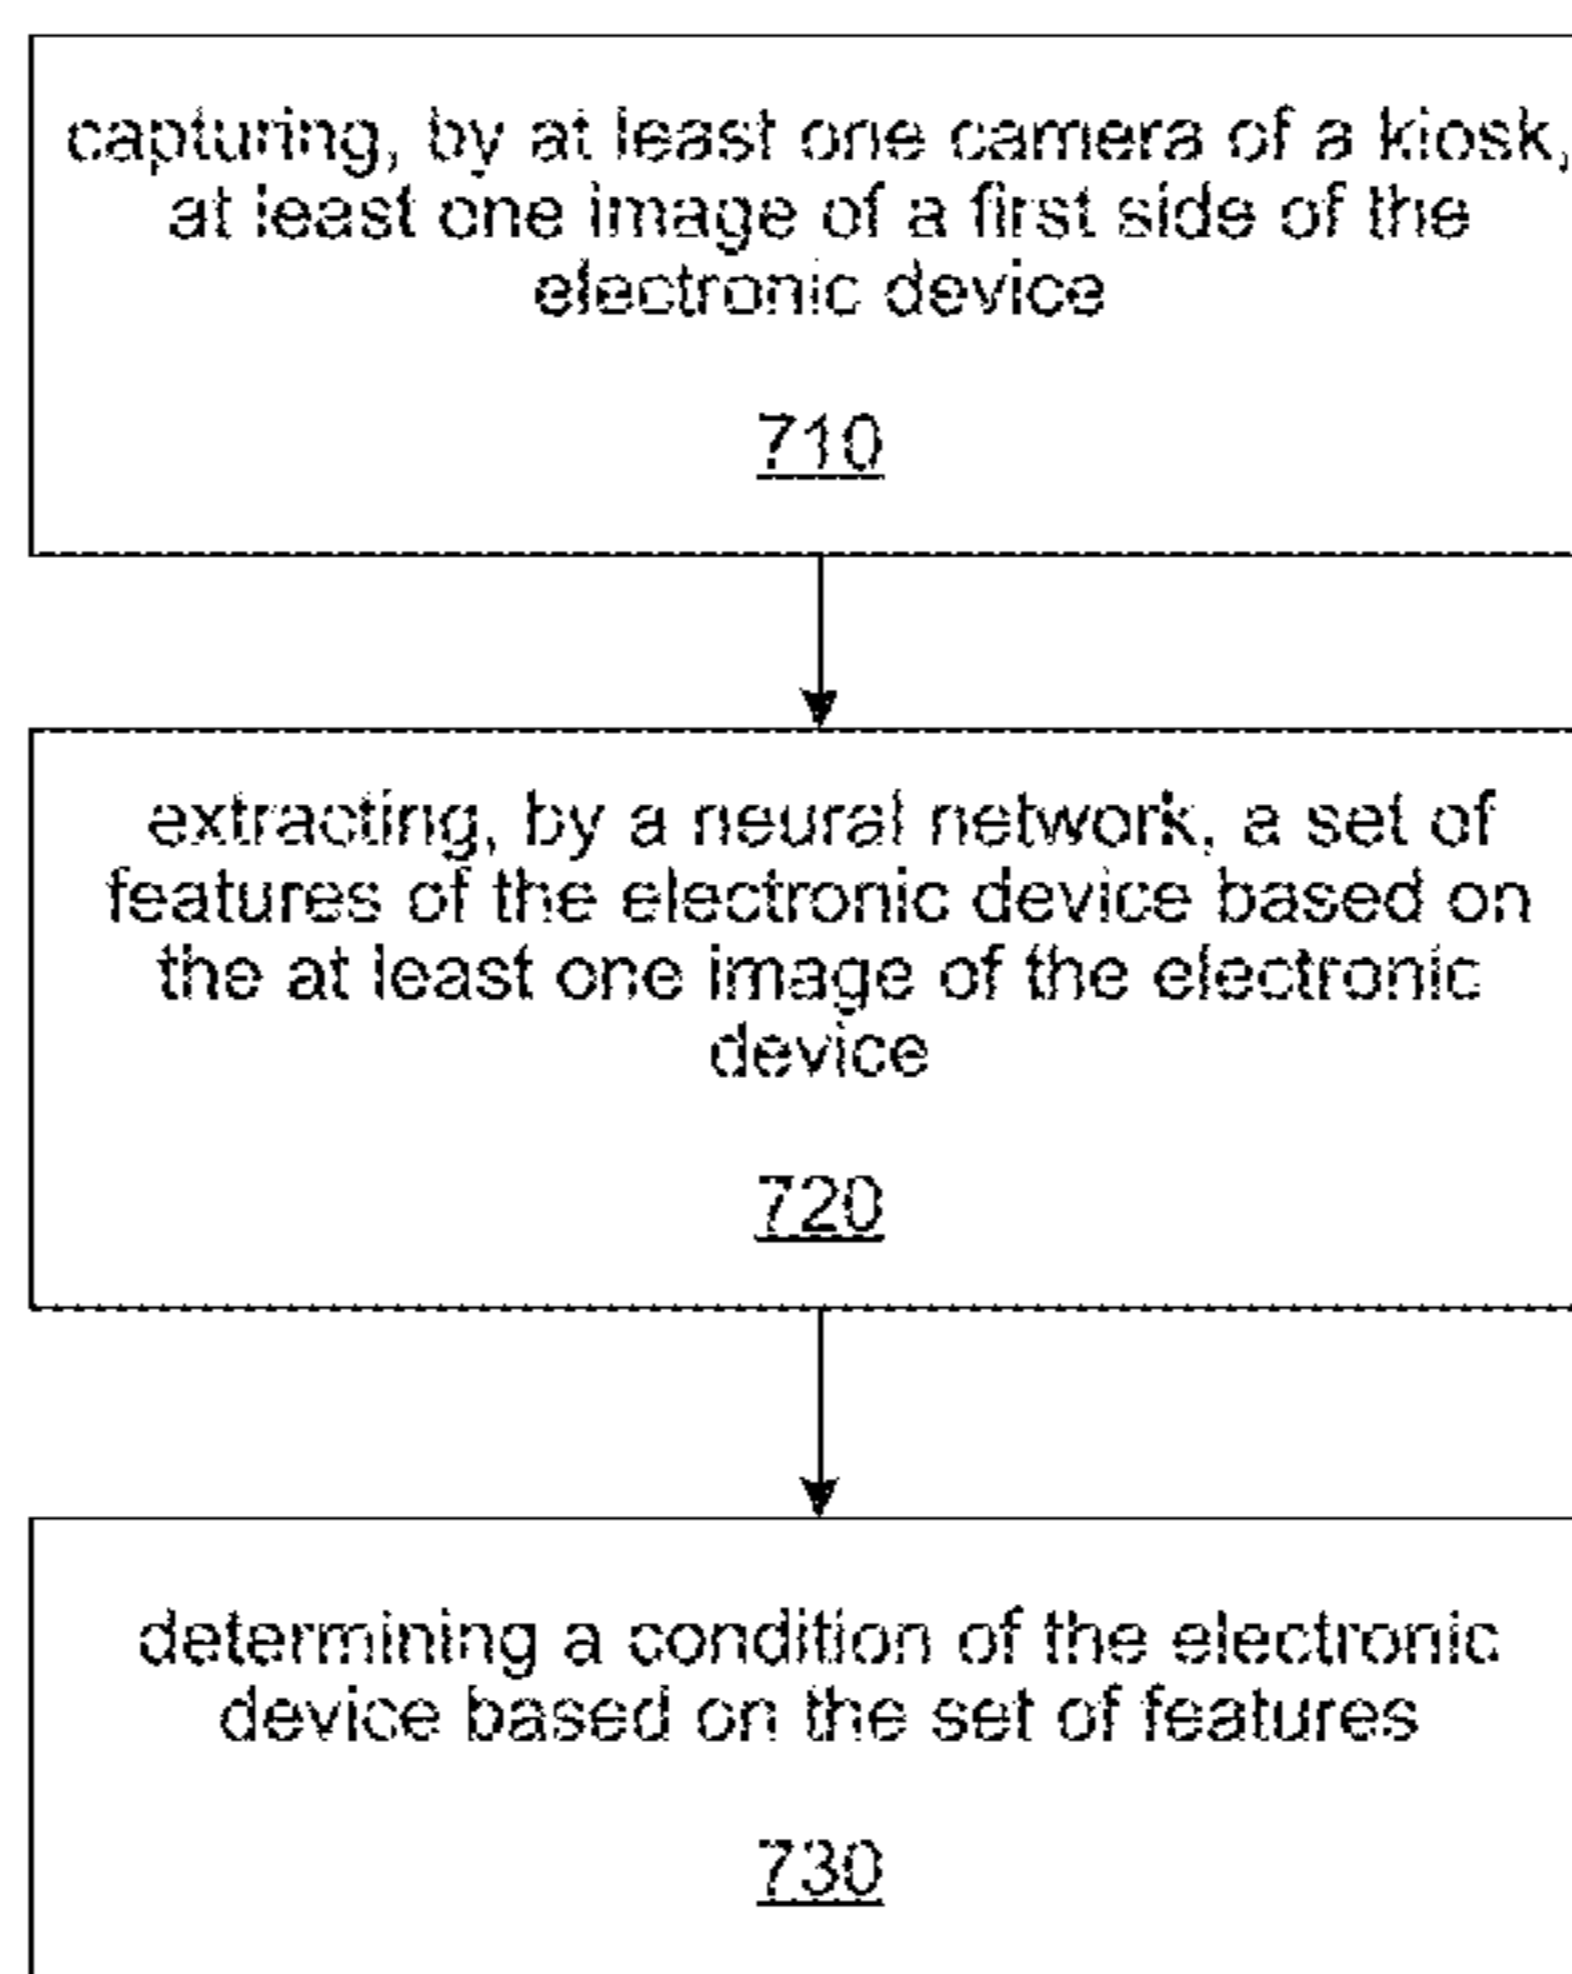 capturing, by at least one camera of a kiosk,
at least one image of a first side of the
electronic device
710
extracting, by a neural network, a set of
features of the electronic device based on
the at least one image of the electronic
device
720
determining a condition of the electronic
device based on the set of features
730